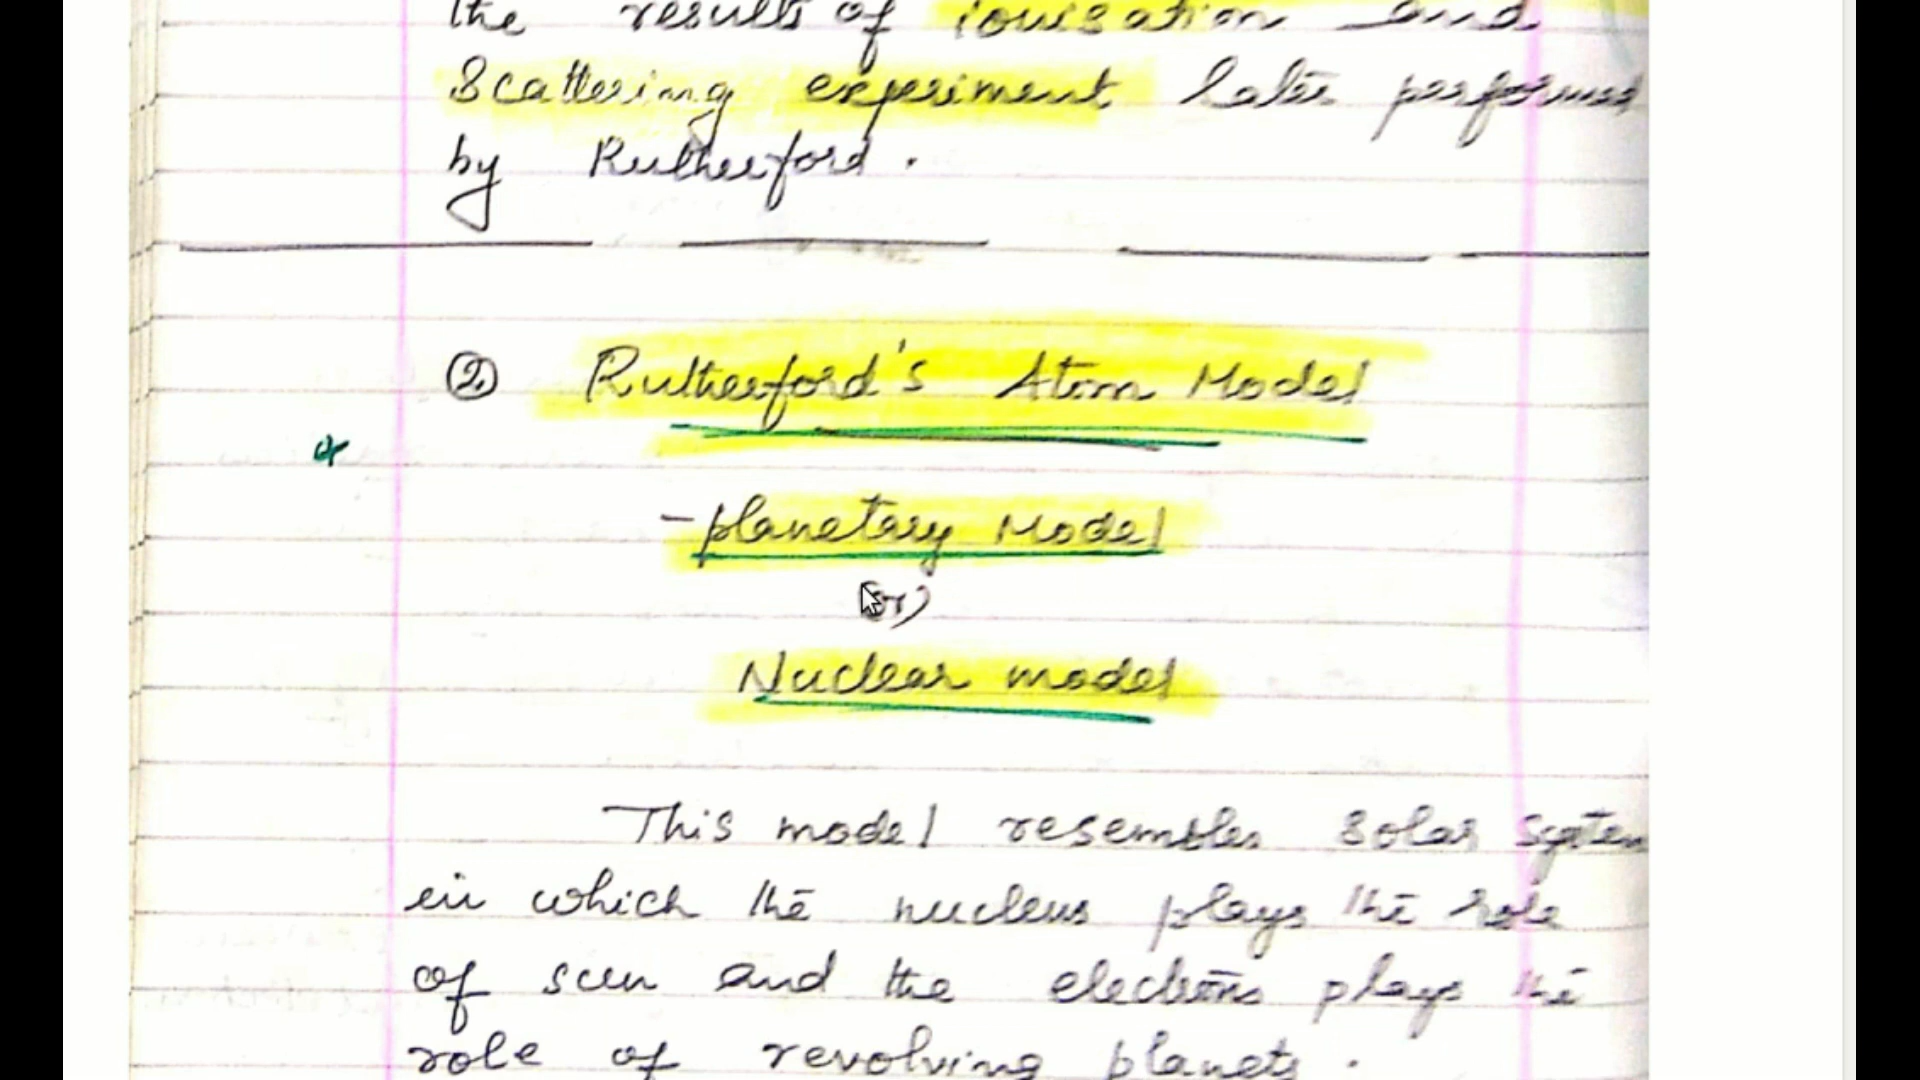 the results of ionisation and
Scattering experiment later performed
by Rutherford.
② Rutherford's Atom Model
- planetary Model
(or)
Nuclear model
This model resembles Solar System
in which the nucleus plays the role
of sun and the electrons plays the
role of revolving planets.